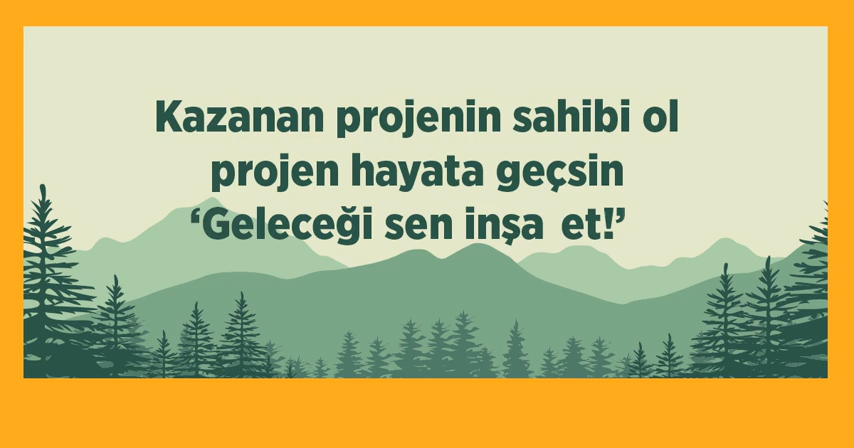 Kazanan projenin sahibi ol
projen hayata geçsin
‘Geleceği sen inşa et!’